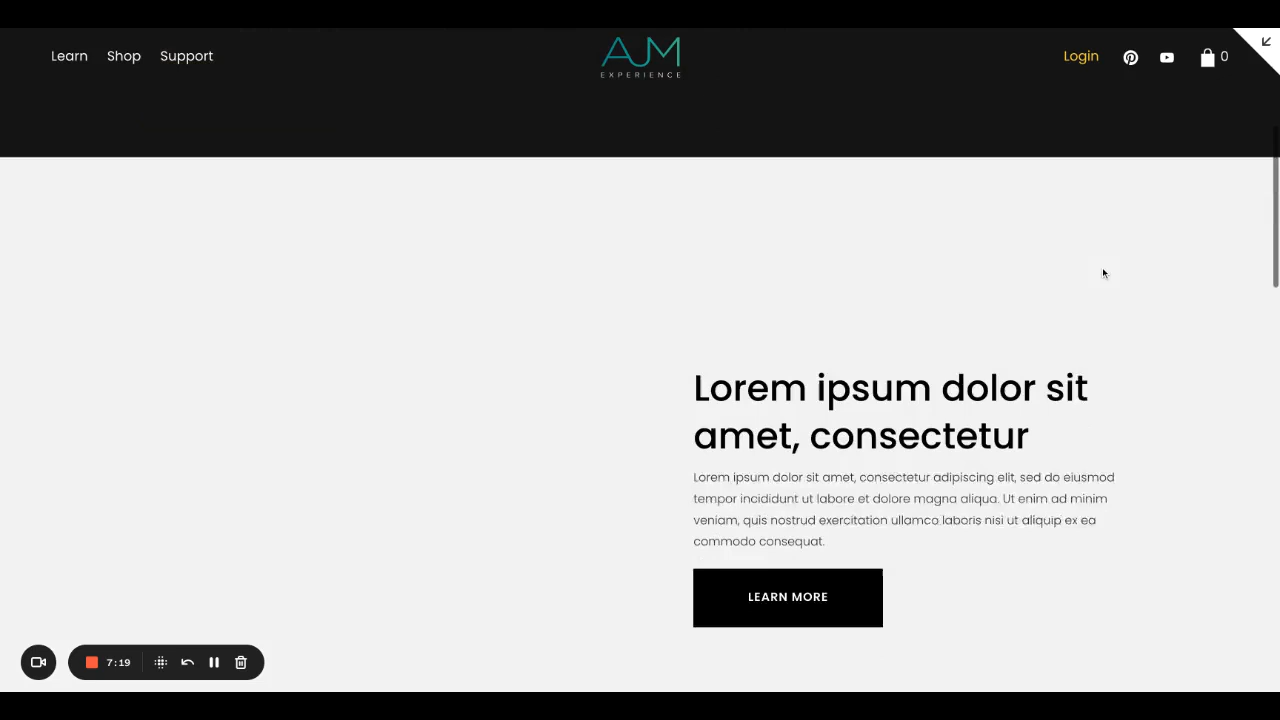 Learn Shop Support
AJM
EXPERIENCE
Login
0
Lorem ipsum dolor sit
amet, consectetur
Lorem ipsum dolor sit amet, consectetur adipiscing elit, sed do eiusmod
tempor incididunt ut labore et dolore magna aliqua. Ut enim ad minim
veniam, quis nostrud exercitation ullamco laboris nisi ut aliquip ex ea
commodo consequat.
LEARN MORE
7:19